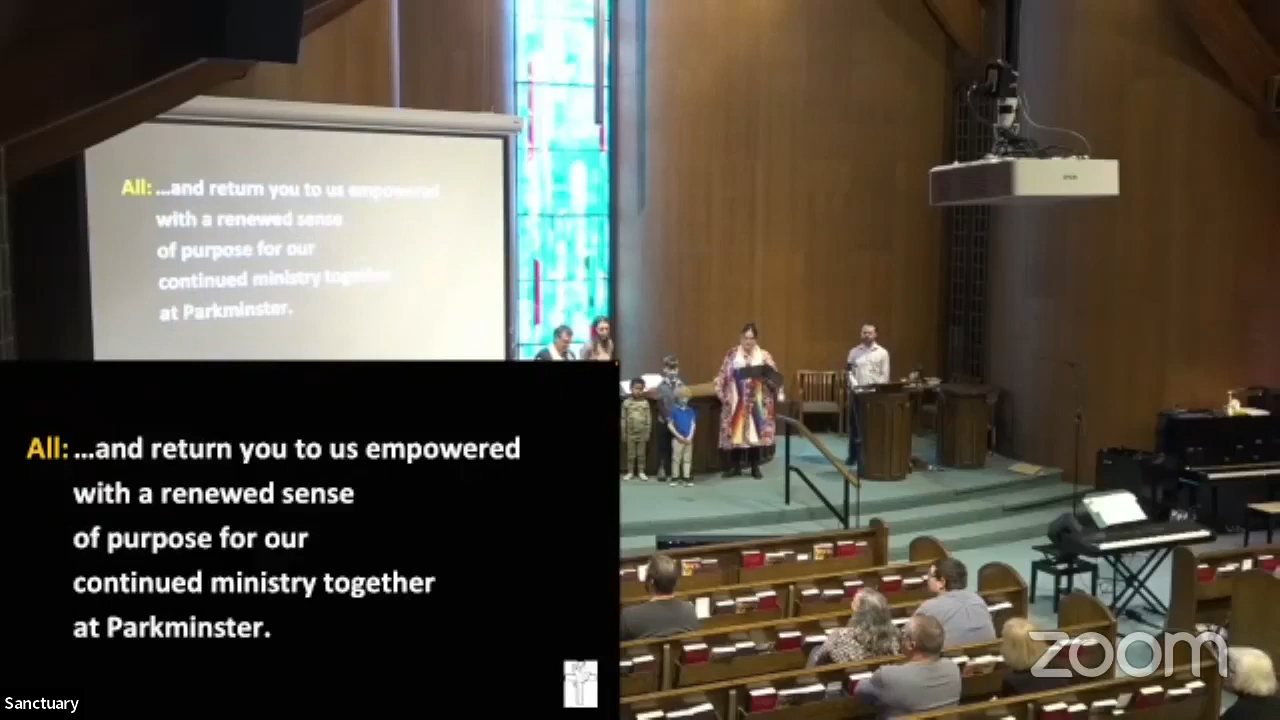 All: ...and return you to us empowered
with a renewed sense
of purpose for our
continued ministry together
at Parkminster.
All: ...and return you to us empowered
with a renewed sense
of purpose for our
continued ministry together
at Parkminster.
zoom
Sanctuary